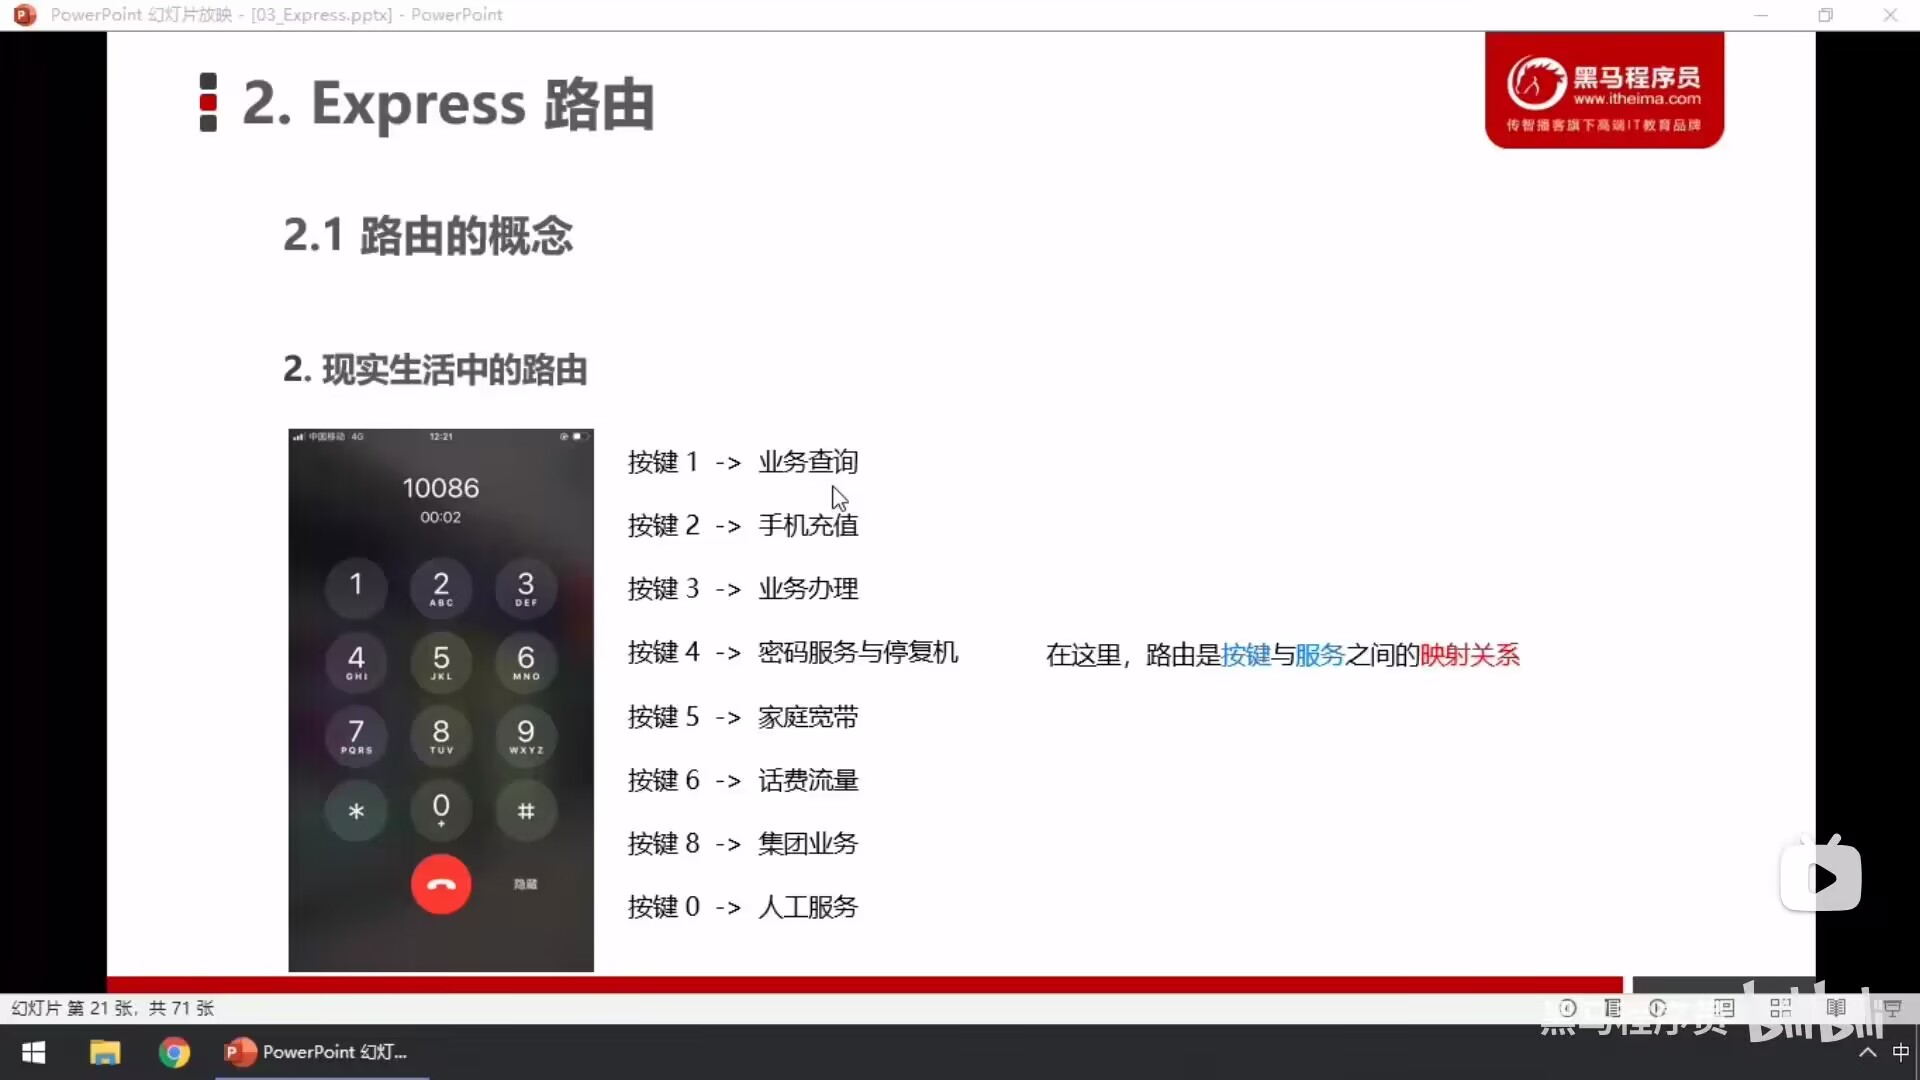 PowerPoint 幻灯片放映 - [03_Express.pptx] - PowerPoint
2. Express 路由
黑马程序员
www.itheima.com
传智播客旗下高端IT教育品牌
2.1 路由的概念
2. 现实生活中的路由
中国移动 4G 12:21
10086
00:02
1 2 ABC 3 DEF
4 GHI 5 JKL 6 MNO
7 PQRS 8 TUV 9 WXYZ
* 0 + #
隐藏
按键 1 -> 业务查询
按键 2 -> 手机充值
按键 3 -> 业务办理
按键 4 -> 密码服务与停复机
按键 5 -> 家庭宽带
按键 6 -> 话费流量
按键 8 -> 集团业务
按键 0 -> 人工服务
在这里，路由是按键与服务之间的映射关系
幻灯片 第 21 张，共 71 张
黑马程序员 bilibili
PowerPoint 幻灯...
中